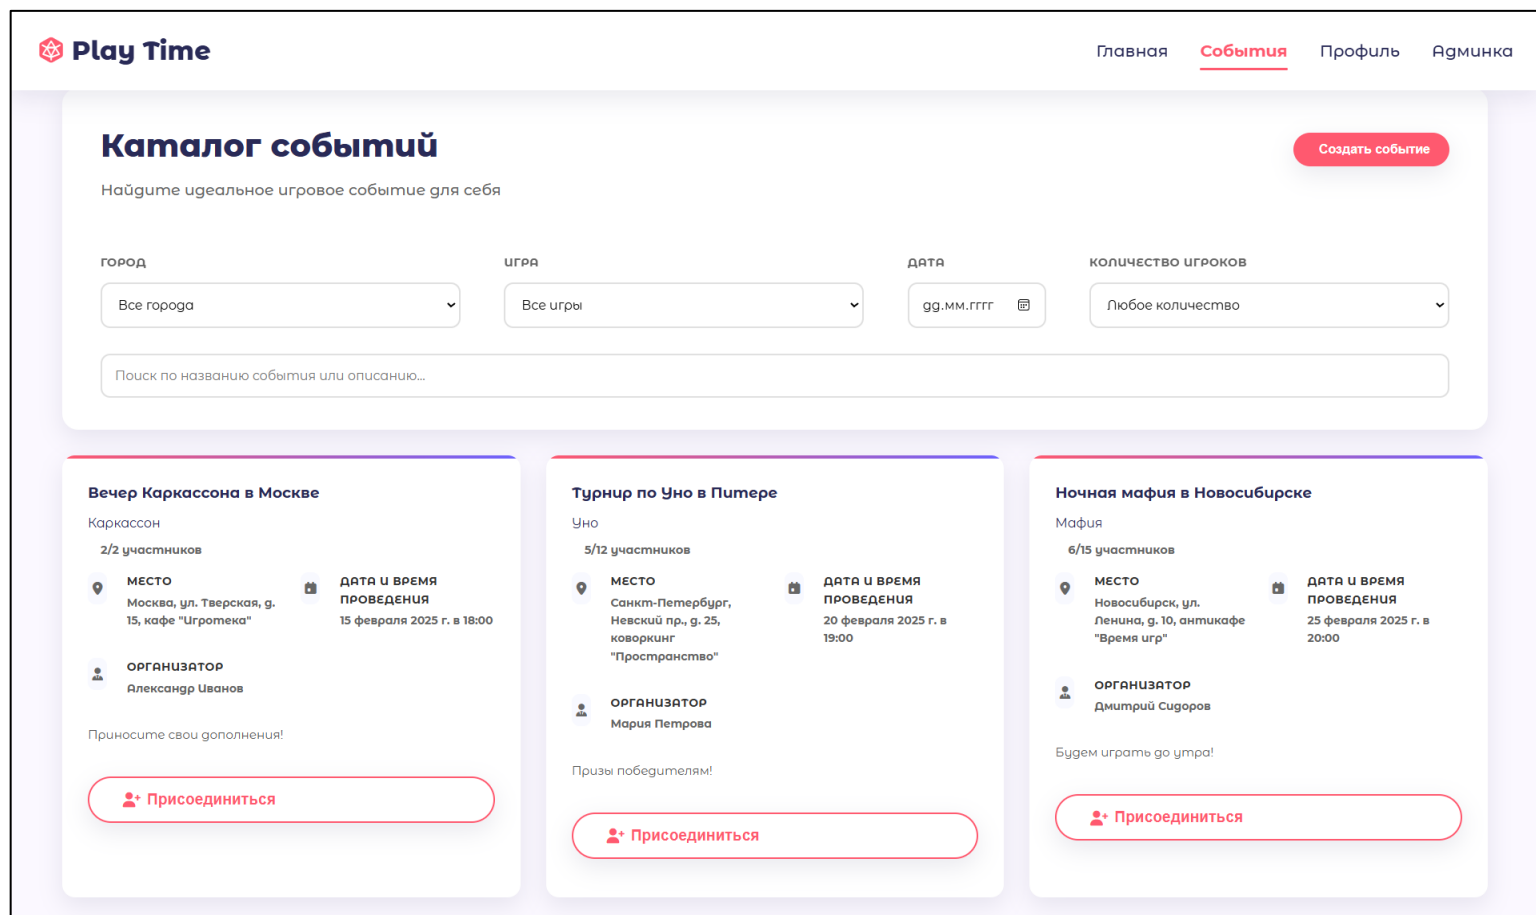 Play Time
Главная События Профиль Админка
Каталог событий
Создать событие
Найдите идеальное игровое событие для себя
ГОРОД ИГРА ДАТА КОЛИЧЕСТВО ИГРОКОВ
Все города Все игры дд.мм.гггг Любое количество
Поиск по названию события или описанию...
Вечер Каркассона в Москве
Каркассон
2/2 участников
МЕСТО
Москва, ул. Тверская, д.
15, кафе "Игротека"
ДАТА И ВРЕМЯ
ПРОВЕДЕНИЯ
15 февраля 2025 г. в 18:00
ОРГАНИЗАТОР
Александр Иванов
Приносите свои дополнения!
Присоединиться
Турнир по Уно в Питере
Уно
5/12 участников
МЕСТО
Санкт-Петербург,
Невский пр., д. 25,
коворкинг
"Пространство"
ДАТА И ВРЕМЯ
ПРОВЕДЕНИЯ
20 февраля 2025 г. в
19:00
ОРГАНИЗАТОР
Мария Петрова
Призы победителям!
Присоединиться
Ночная мафия в Новосибирске
Мафия
6/15 участников
МЕСТО
Новосибирск, ул.
Ленина, д. 10, антикафе
"Время игр"
ДАТА И ВРЕМЯ
ПРОВЕДЕНИЯ
25 февраля 2025 г. в
20:00
ОРГАНИЗАТОР
Дмитрий Сидоров
Будем играть до утра!
Присоединиться